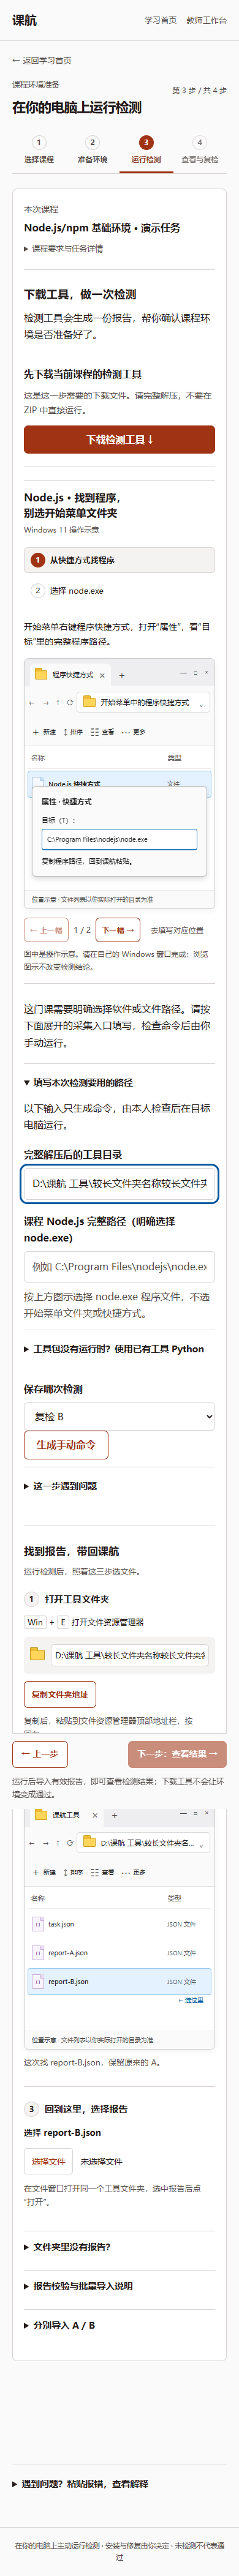 课航
学习首页 教师工作台
← 返回学习首页
课程环境准备
第 3 步 / 共 4 步
在你的电脑上运行检测
1 2 3 4
选择课程 准备环境 运行检测 查看与复检
本次课程
Node.js/npm 基础环境 • 演示任务
▸ 课程要求与任务详情
下载工具，做一次检测
检测工具会生成一份报告，帮你确认课程环
境是否准备好了。
先下载当前课程的检测工具
这是这一步需要的下载文件。请完整解压，不要在
ZIP 中直接运行。
下载检测工具 ↓
Node.js • 找到程序，
别选开始菜单文件夹
Windows 11 操作示意
1 从快捷方式找程序
2 选择 node.exe
开始菜单右键程序快捷方式，打开“属性”，看“目
标”里的完整程序路径。
程序快捷方式 × + — □ ×
← → ↑ ⟳ 开始菜单中的程序快捷方式 ⌄
+ 新建 ↕ 排序 查看 ··· 更多
名称 类型
Node.js 快捷方式 文件
属性 · 快捷方式
目标（T）：
C:\Program Files\nodejs\node.exe
复制程序路径，回到课航粘贴。
位置示意 · 文件列表以你实际打开的目录为准
← 上一幅 1 / 2 下一幅 → 去填写对应位置
图中是操作示意。请在自己的 Windows 窗口完成；浏览
图示不改变检测结论。
这门课需要明确选择软件或文件路径。请按
下面展开的采集入口填写，检查命令后由你
手动运行。
▾ 填写本次检测要用的路径
以下输入只生成命令，由本人检查后在目标
电脑运行。
完整解压后的工具目录
D:\课航 工具\较长文件夹名称较长文件夹
课程 Node.js 完整路径（明确选择
node.exe）
例如 C:\Program Files\nodejs\node.ex
按上方图示选择 node.exe 程序文件，不选
开始菜单文件夹或快捷方式。
▸ 工具包没有运行时？使用已有工具 Python
保存哪次检测
复检 B
生成手动命令
▸ 这一步遇到问题
找到报告，带回课航
运行检测后，照着这三步选文件。
1 打开工具文件夹
Win + E 打开文件资源管理器
D:\课航 工具\较长文件夹名称较长文件夹名
复制文件夹地址
复制后，粘贴到文件资源管理器顶部地址栏，按
← 上一步 下一步：查看结果 →
运行后导入有效报告，即可查看检测结果；下载工具不会让环
境变成通过。
课航工具 × + — □ ×
← → ↑ ⟳ D:\课航 工具\较长文件夹名... ⌄
+ 新建 ↕ 排序 查看 ··· 更多
名称 类型
task.json JSON 文件
report-A.json JSON 文件
report-B.json JSON 文件
← 选这里
位置示意 · 文件列表以你实际打开的目录为准
这次找 report-B.json，保留原来的 A。
3 回到这里，选择报告
选择 report-B.json
选择文件 未选择文件
在文件窗口打开同一个工具文件夹，选中报告后点
“打开”。
▸ 文件夹里没有报告？
▸ 报告校验与批量导入说明
▸ 分别导入 A / B
▸ 遇到问题？粘贴报错，查看解释
在你的电脑上主动运行检测 · 安装与修复由你决定 · 未检测不代表通
过